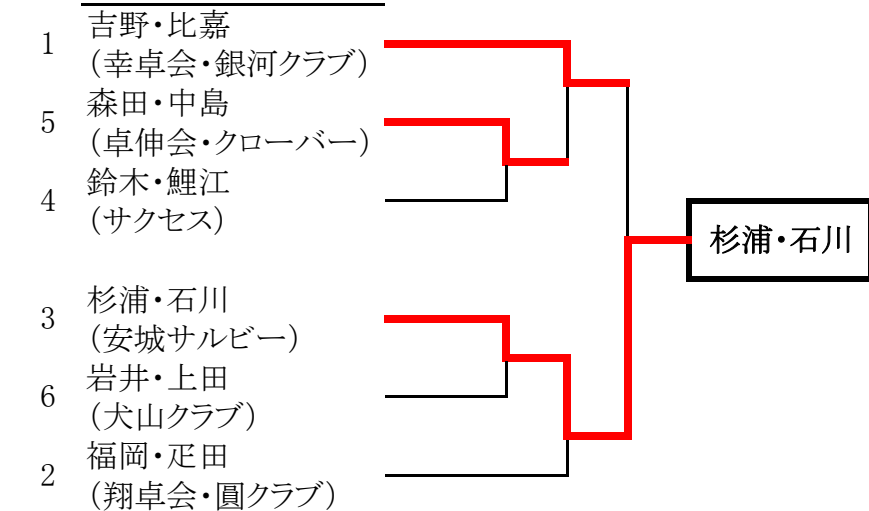 1 吉野・比嘉
(幸卓会・銀河クラブ)
5 森田・中島
(卓伸会・クローバー)
4 鈴木・鯉江
(サクセス)
杉浦・石川
3 杉浦・石川
(安城サルビー)
6 岩井・上田
(犬山クラブ)
2 福岡・疋田
(翔卓会・圓クラブ)